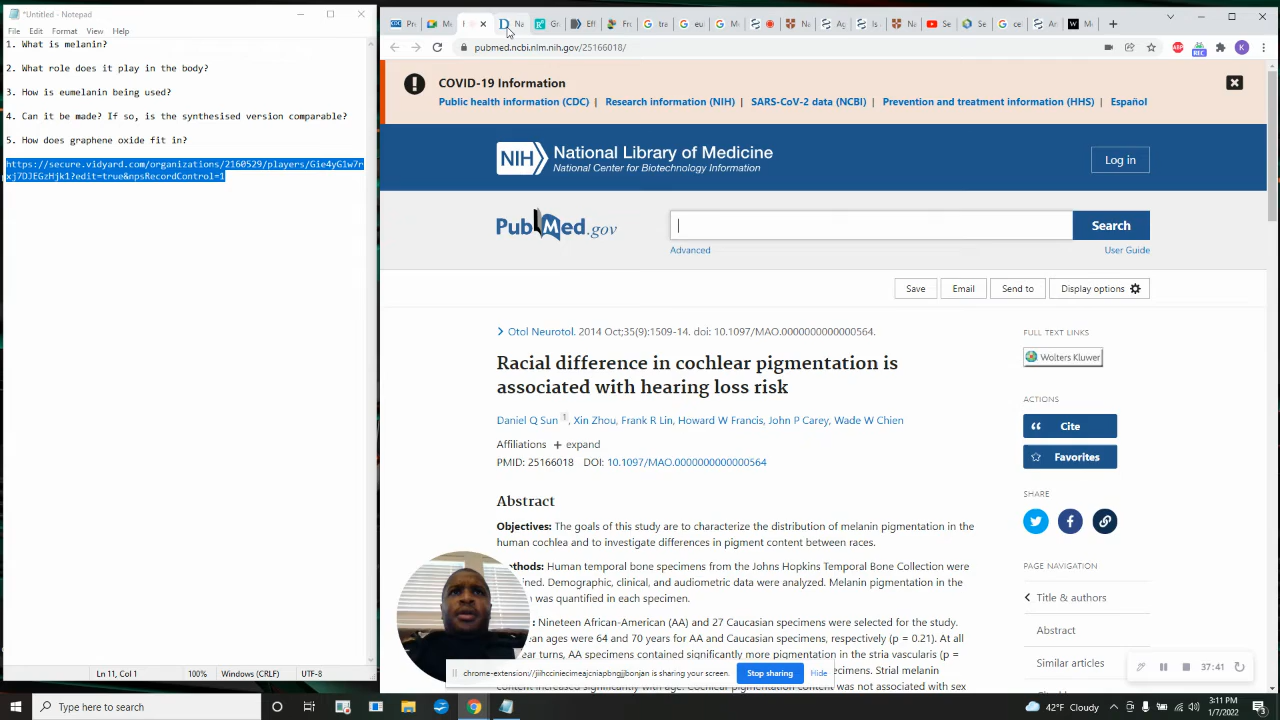 *Untitled - Notepad
File Edit Format View Help
1. What is melanin?
2. What role does it play in the body?
3. How is eumelanin being used?
4. Can it be made? If so, is the synthesised version comparable?
5. How does graphene oxide fit in?
https://secure.vidyard.com/organizations/2160529/players/Gie4yG1w7r
xj7DJEGzHjk1?edit=true&npsRecordControl=1
Ln 11, Col 1 100% Windows (CRLF) UTF-8
pubmed.ncbi.nlm.nih.gov/25166018/
ABP
REC
K
COVID-19 Information
Public health information (CDC) | Research information (NIH) | SARS-CoV-2 data (NCBI) | Prevention and treatment information (HHS) | Español
NIH National Library of Medicine
National Center for Biotechnology Information
Log in
PubMed.gov
Search
Advanced
User Guide
Save Email Send to Display options
Otol Neurotol. 2014 Oct;35(9):1509-14. doi: 10.1097/MAO.0000000000000564.
Racial difference in cochlear pigmentation is
associated with hearing loss risk
Daniel Q Sun 1, Xin Zhou, Frank R Lin, Howard W Francis, John P Carey, Wade W Chien
Affiliations + expand
PMID: 25166018 DOI: 10.1097/MAO.0000000000000564
Abstract
Objectives: The goals of this study are to characterize the distribution of melanin pigmentation in the
human cochlea and to investigate differences in pigment content between races.
Methods: Human temporal bone specimens from the Johns Hopkins Temporal Bone Collection were
ined. Demographic, clinical, and audiometric data were analyzed. Melanin pigmentation in the
was quantified in each specimen.
: Nineteen African-American (AA) and 27 Caucasian specimens were selected for the study.
ean ages were 64 and 70 years for AA and Caucasian specimens, respectively (p = 0.21). At all
ear turns, AA specimens contained significantly more pigmentation in the stria vascularis (p =
cimens. Strial melanin
FULL TEXT LINKS
Wolters Kluwer
ACTIONS
Cite
Favorites
SHARE
PAGE NAVIGATION
Title & authors
Abstract
Similar articles
37:41
chrome-extension://jiihcciniecimeajcniapbngjjbonjan is sharing your screen.
Stop sharing
Hide
Type here to search
42°F Cloudy
3:11 PM
1/7/2022